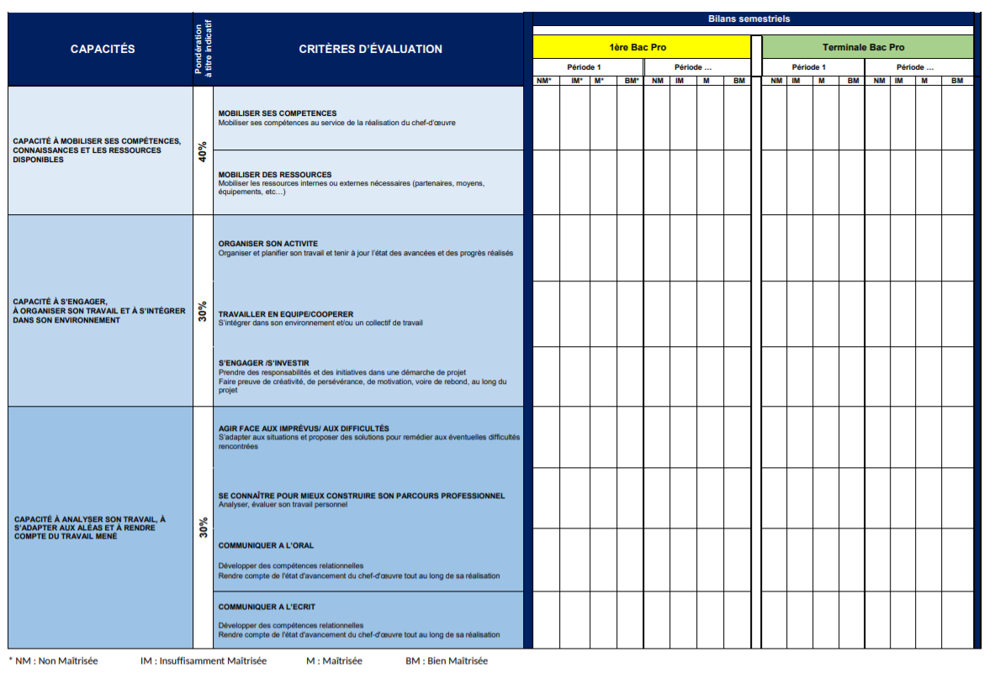 Bilans semestriels
CAPACITÉS
Pondération
à titre indicatif
CRITÈRES D'ÉVALUATION
1ère Bac Pro
Terminale Bac Pro
Période 1
Période ...
Période 1
Période ...
NM* IM* M* BM* NM IM M BM NM IM M BM NM IM M BM
CAPACITÉ À MOBILISER SES COMPÉTENCES,
CONNAISSANCES ET LES RESSOURCES
DISPONIBLES
40%
MOBILISER SES COMPETENCES
Mobiliser ses compétences au service de la réalisation du chef-d'œuvre
MOBILISER DES RESSOURCES
Mobiliser les ressources internes ou externes nécessaires (partenaires, moyens,
équipements, etc…)
CAPACITÉ À S'ENGAGER,
À ORGANISER SON TRAVAIL ET À S'INTÉGRER
DANS SON ENVIRONNEMENT
30%
ORGANISER SON ACTIVITE
Organiser et planifier son travail et tenir à jour l'état des avancées et des progrès réalisés
TRAVAILLER EN EQUIPE/COOPERER
S'intégrer dans son environnement et/ou un collectif de travail
S'ENGAGER /S'INVESTIR
Prendre des responsabilités et des initiatives dans une démarche de projet
Faire preuve de créativité, de persévérance, de motivation, voire de rebond, au long du
projet
CAPACITÉ À ANALYSER SON TRAVAIL, À
S'ADAPTER AUX ALÉAS ET À RENDRE
COMPTE DU TRAVAIL MENÉ
30%
AGIR FACE AUX IMPRÉVUS/ AUX DIFFICULTÉS
S'adapter aux situations et proposer des solutions pour remédier aux éventuelles difficultés
rencontrées
SE CONNAÎTRE POUR MIEUX CONSTRUIRE SON PARCOURS PROFESSIONNEL
Analyser, évaluer son travail personnel
COMMUNIQUER A L'ORAL
Développer des compétences relationnelles
Rendre compte de l'état d'avancement du chef-d'œuvre tout au long de sa réalisation
COMMUNIQUER A L'ECRIT
Développer des compétences relationnelles
Rendre compte de l'état d'avancement du chef-d'œuvre tout au long de sa réalisation
* NM : Non Maîtrisée IM : Insuffisamment Maîtrisée M : Maîtrisée BM : Bien Maîtrisée